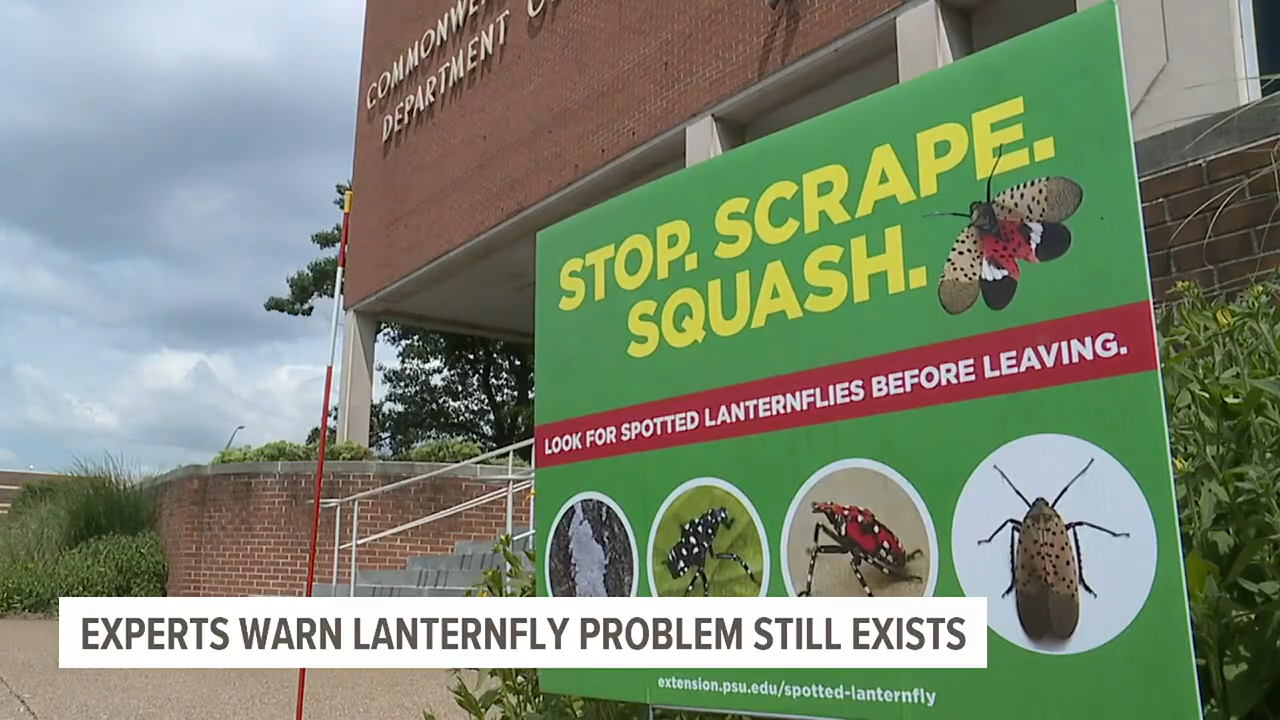 COMMONWE
DEPARTMENT
STOP. SCRAPE.
SQUASH.
LOOK FOR SPOTTED LANTERNFLIES BEFORE LEAVING.
EXPERTS WARN LANTERNFLY PROBLEM STILL EXISTS
extension.psu.edu/spotted-lanternfly